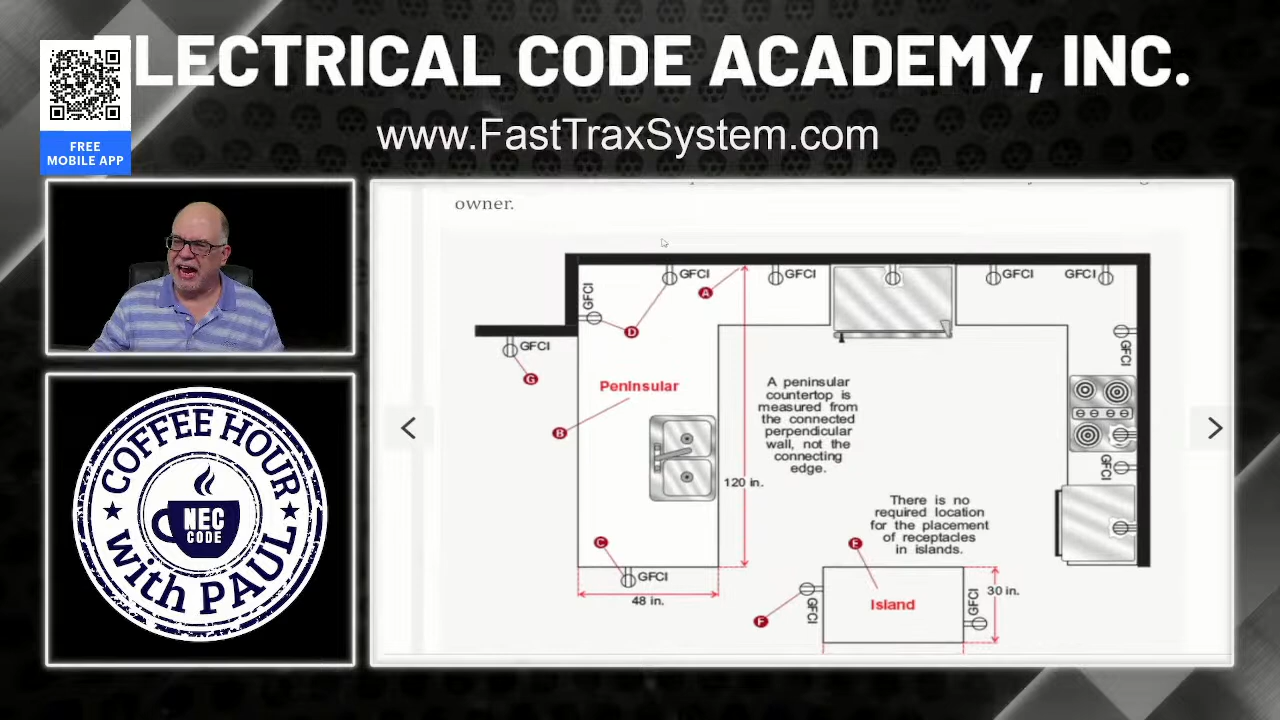 ELECTRICAL CODE ACADEMY, INC.
www.FastTraxSystem.com
FREE
MOBILE APP
owner.
GFCI
GFCI
GFCI
GFCI
GFCI
A
D
GFCI
G
GFCI
Peninsular
B
A peninsular
countertop is
measured from
the connected
perpendicular
wall, not the
connecting
edge.
120 in.
GFCI
There is no
required location
for the placement
of receptacles
in islands.
C
GFCI
48 in.
E
Island
GFCI
GFCI
30 in.
F
COFFEE HOUR
NEC
CODE
with PAUL